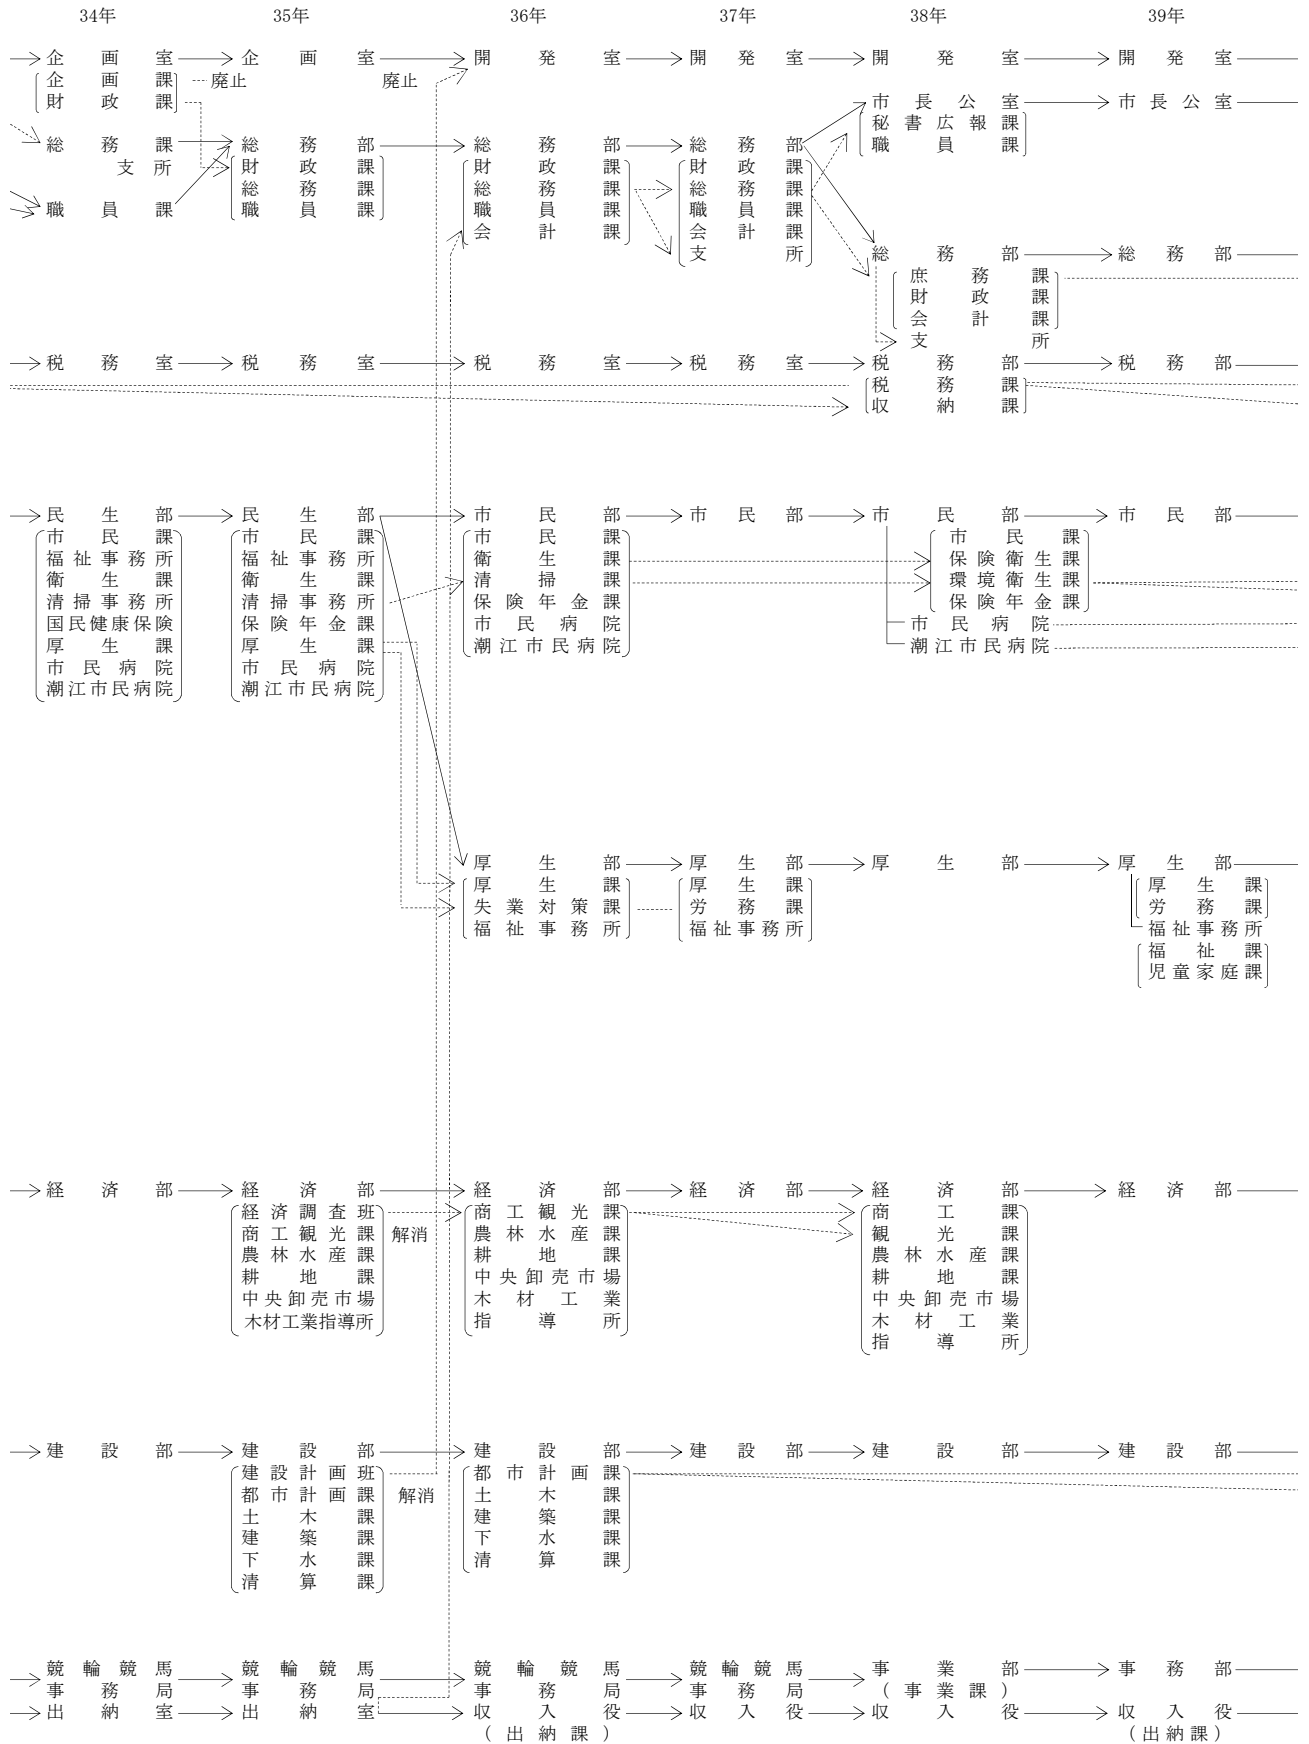 34年 35年 36年 37年 38年 39年
企画室 企画室 開発室 開発室 開発室 開発室
企画課 廃止 廃止
財政課 市長公室 市長公室
秘書広報課
総務課 総務部 総務部 総務部 職員課
支所 財政課 財政課 財政課
総務課 総務課 総務課
職員課 職員課 職員課 職員課
会計課 会計課
支所 総務部 総務部
庶務課
財政課
会計課
支所
税務室 税務室 税務室 税務室 税務部 税務部
税務課
収納課
民生部 民生部 市民部 市民部 市民部 市民部
市民課 市民課 市民課 市民課
福祉事務所 福祉事務所 衛生課 保険衛生課
衛生課 衛生課 清掃課 環境衛生課
清掃事務所 清掃事務所 保険年金課 保険年金課
国民健康保険 保険年金課 市民病院 市民病院
厚生課 厚生課 潮江市民病院 潮江市民病院
市民病院 市民病院
潮江市民病院 潮江市民病院
厚生部 厚生部 厚生部 厚生部
厚生課 厚生課 厚生課
失業対策課 労務課 労務課
福祉事務所 福祉事務所 福祉事務所
福祉課
児童家庭課
経済部 経済部 経済部 経済部 経済部 経済部
経済調査班 商工観光課 商工課
商工観光課 解消 農林水産課 観光課
農林水産課 耕地課 農林水産課
耕地課 中央卸売市場 耕地課
中央卸売市場 木材工業 中央卸売市場
木材工業指導所 指導所 木材工業
指導所
建設部 建設部 建設部 建設部 建設部 建設部
建設計画班 都市計画課
都市計画課 解消 土木課
土木課 建築課
建築課 下水課
下水課 清算課
清算課
競輪競馬 競輪競馬 競輪競馬 競輪競馬 事業部 事務部
事務局 事務局 事務局 事務局 （事業課）
出納室 出納室 収入役 収入役 収入役 収入役
（出納課） （出納課）